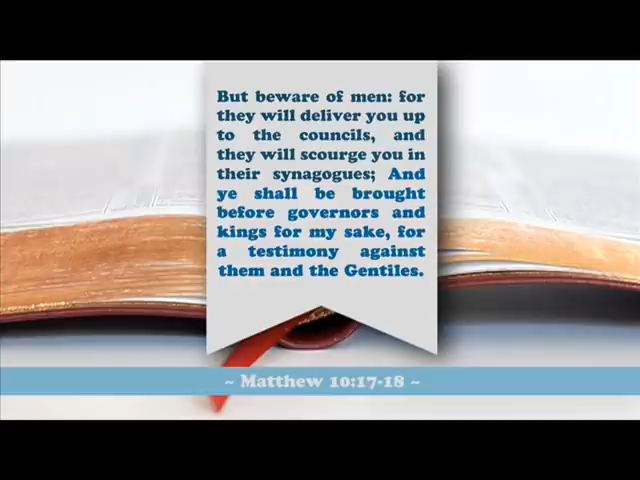 But beware of men: for
they will deliver you up
to the councils, and
they will scourge you in
their synagogues; And
ye shall be brought
before governors and
kings for my sake, for
a testimony against
them and the Gentiles.
~ Matthew 10:17-18 ~